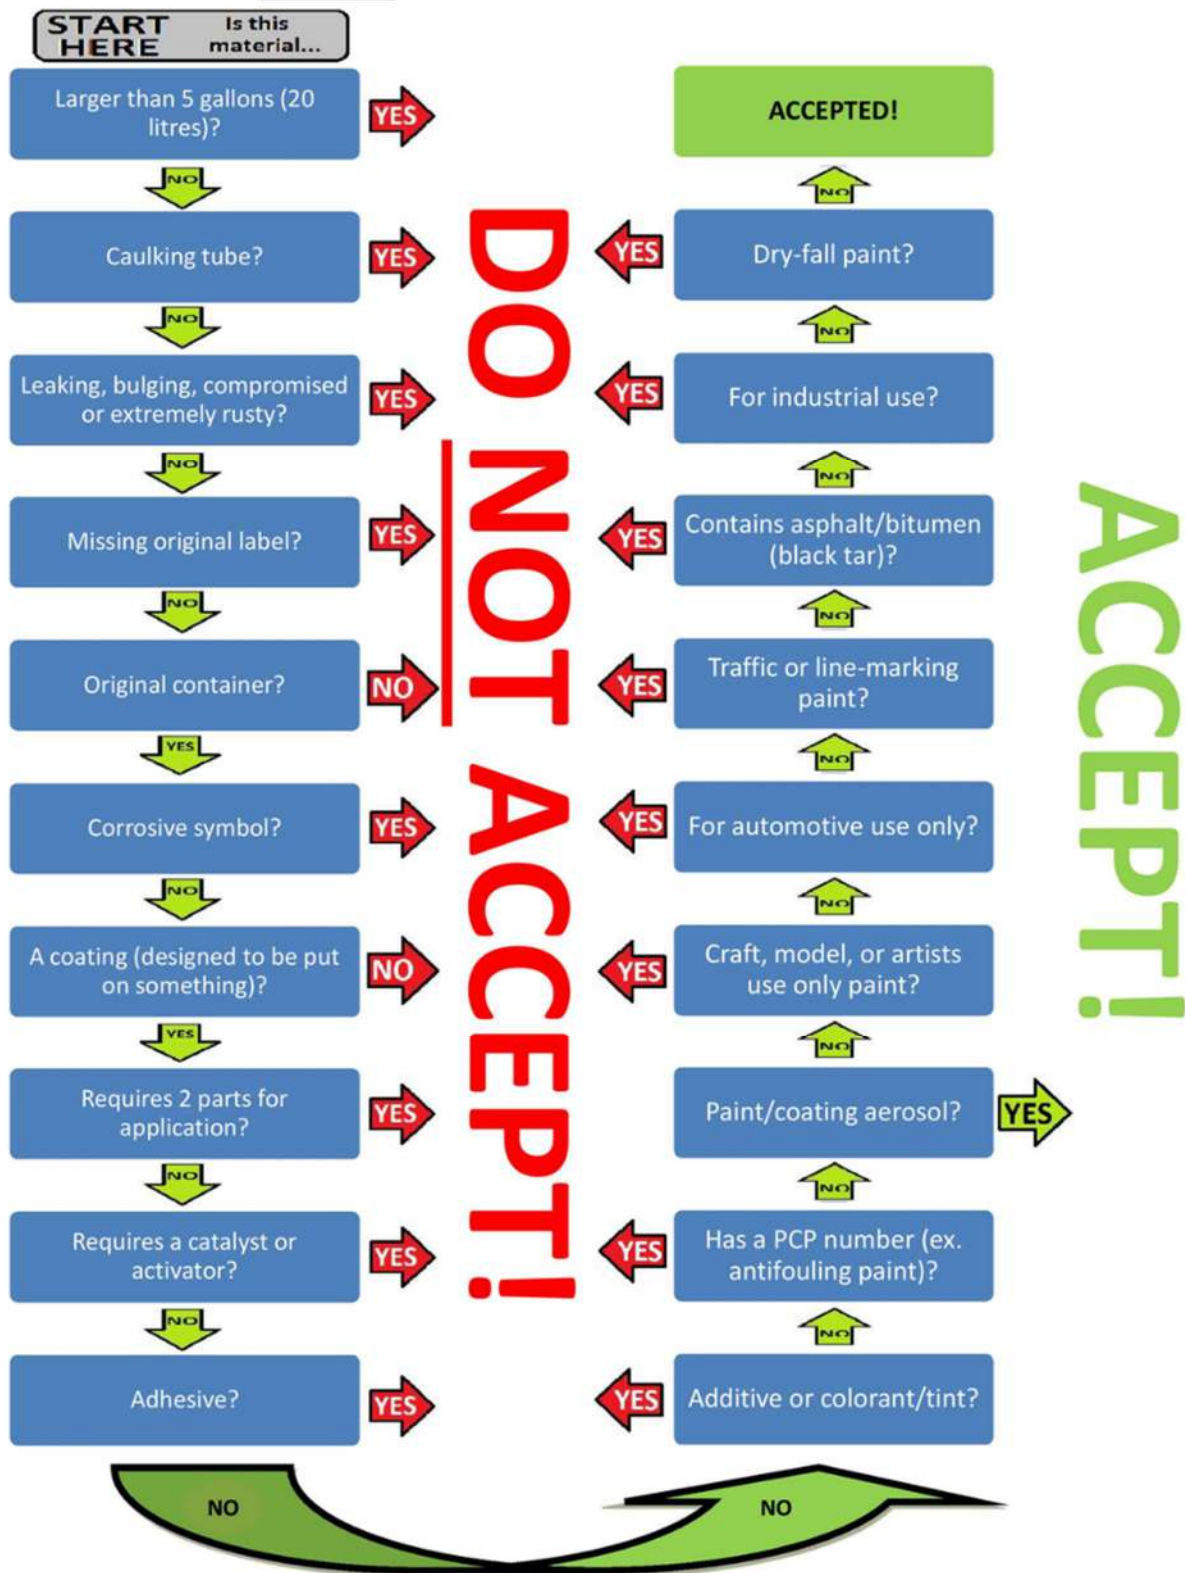 START HERE
Is this material...
Larger than 5 gallons (20
litres)?
YES
NO
Caulking tube?
YES
NO
Leaking, bulging, compromised
or extremely rusty?
YES
NO
Missing original label?
YES
NO
Original container?
NO
YES
Corrosive symbol?
YES
NO
A coating (designed to be put
on something)?
NO
YES
Requires 2 parts for
application?
YES
NO
Requires a catalyst or
activator?
YES
NO
Adhesive?
YES
NO
NO
Additive or colorant/tint?
YES
NO
Has a PCP number (ex.
antifouling paint)?
YES
NO
Paint/coating aerosol?
YES
NO
Craft, model, or artists
use only paint?
YES
NO
For automotive use only?
YES
NO
Traffic or line-marking
paint?
YES
NO
Contains asphalt/bitumen
(black tar)?
YES
NO
For industrial use?
YES
NO
Dry-fall paint?
YES
NO
ACCEPTED!
DO NOT ACCEPT!
ACCEPT!